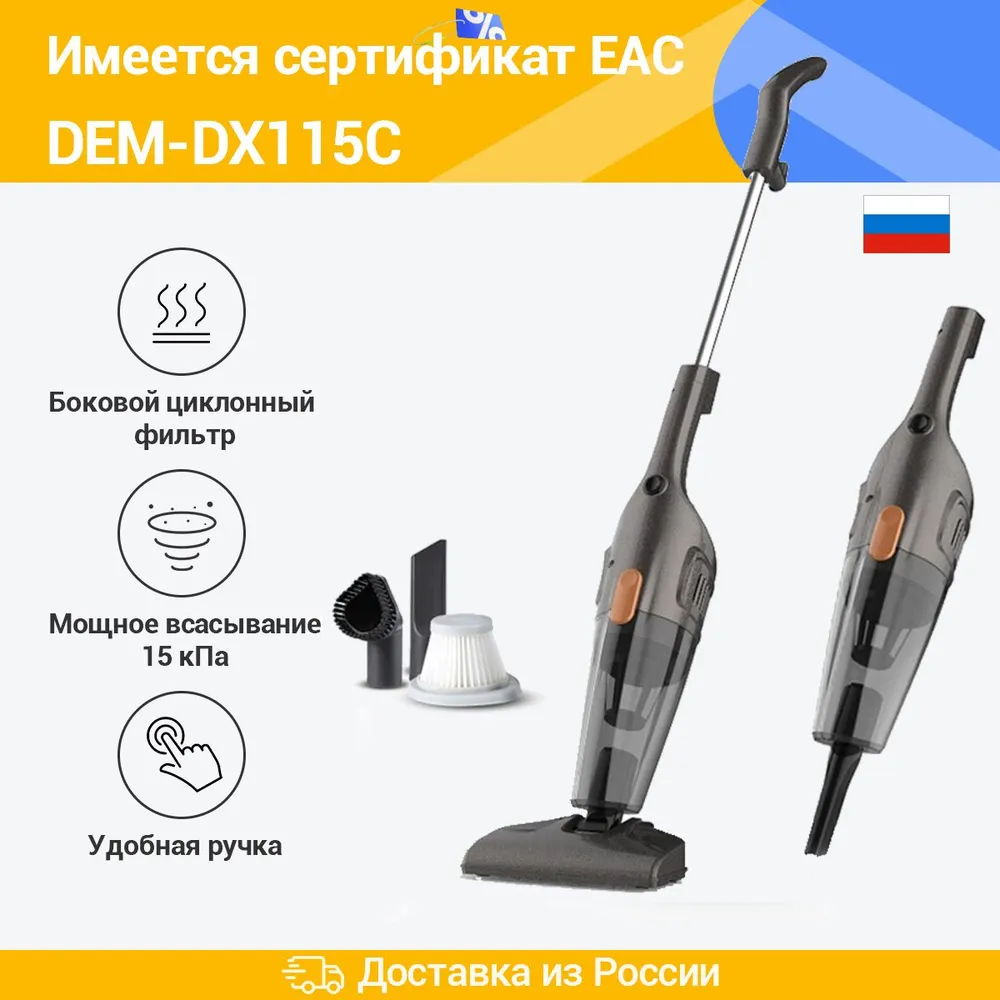 %
Имеется сертификат EAC
DEM-DX115C
Боковой циклонный
фильтр
Мощное всасывание
15 кПа
Удобная ручка
Доставка из России